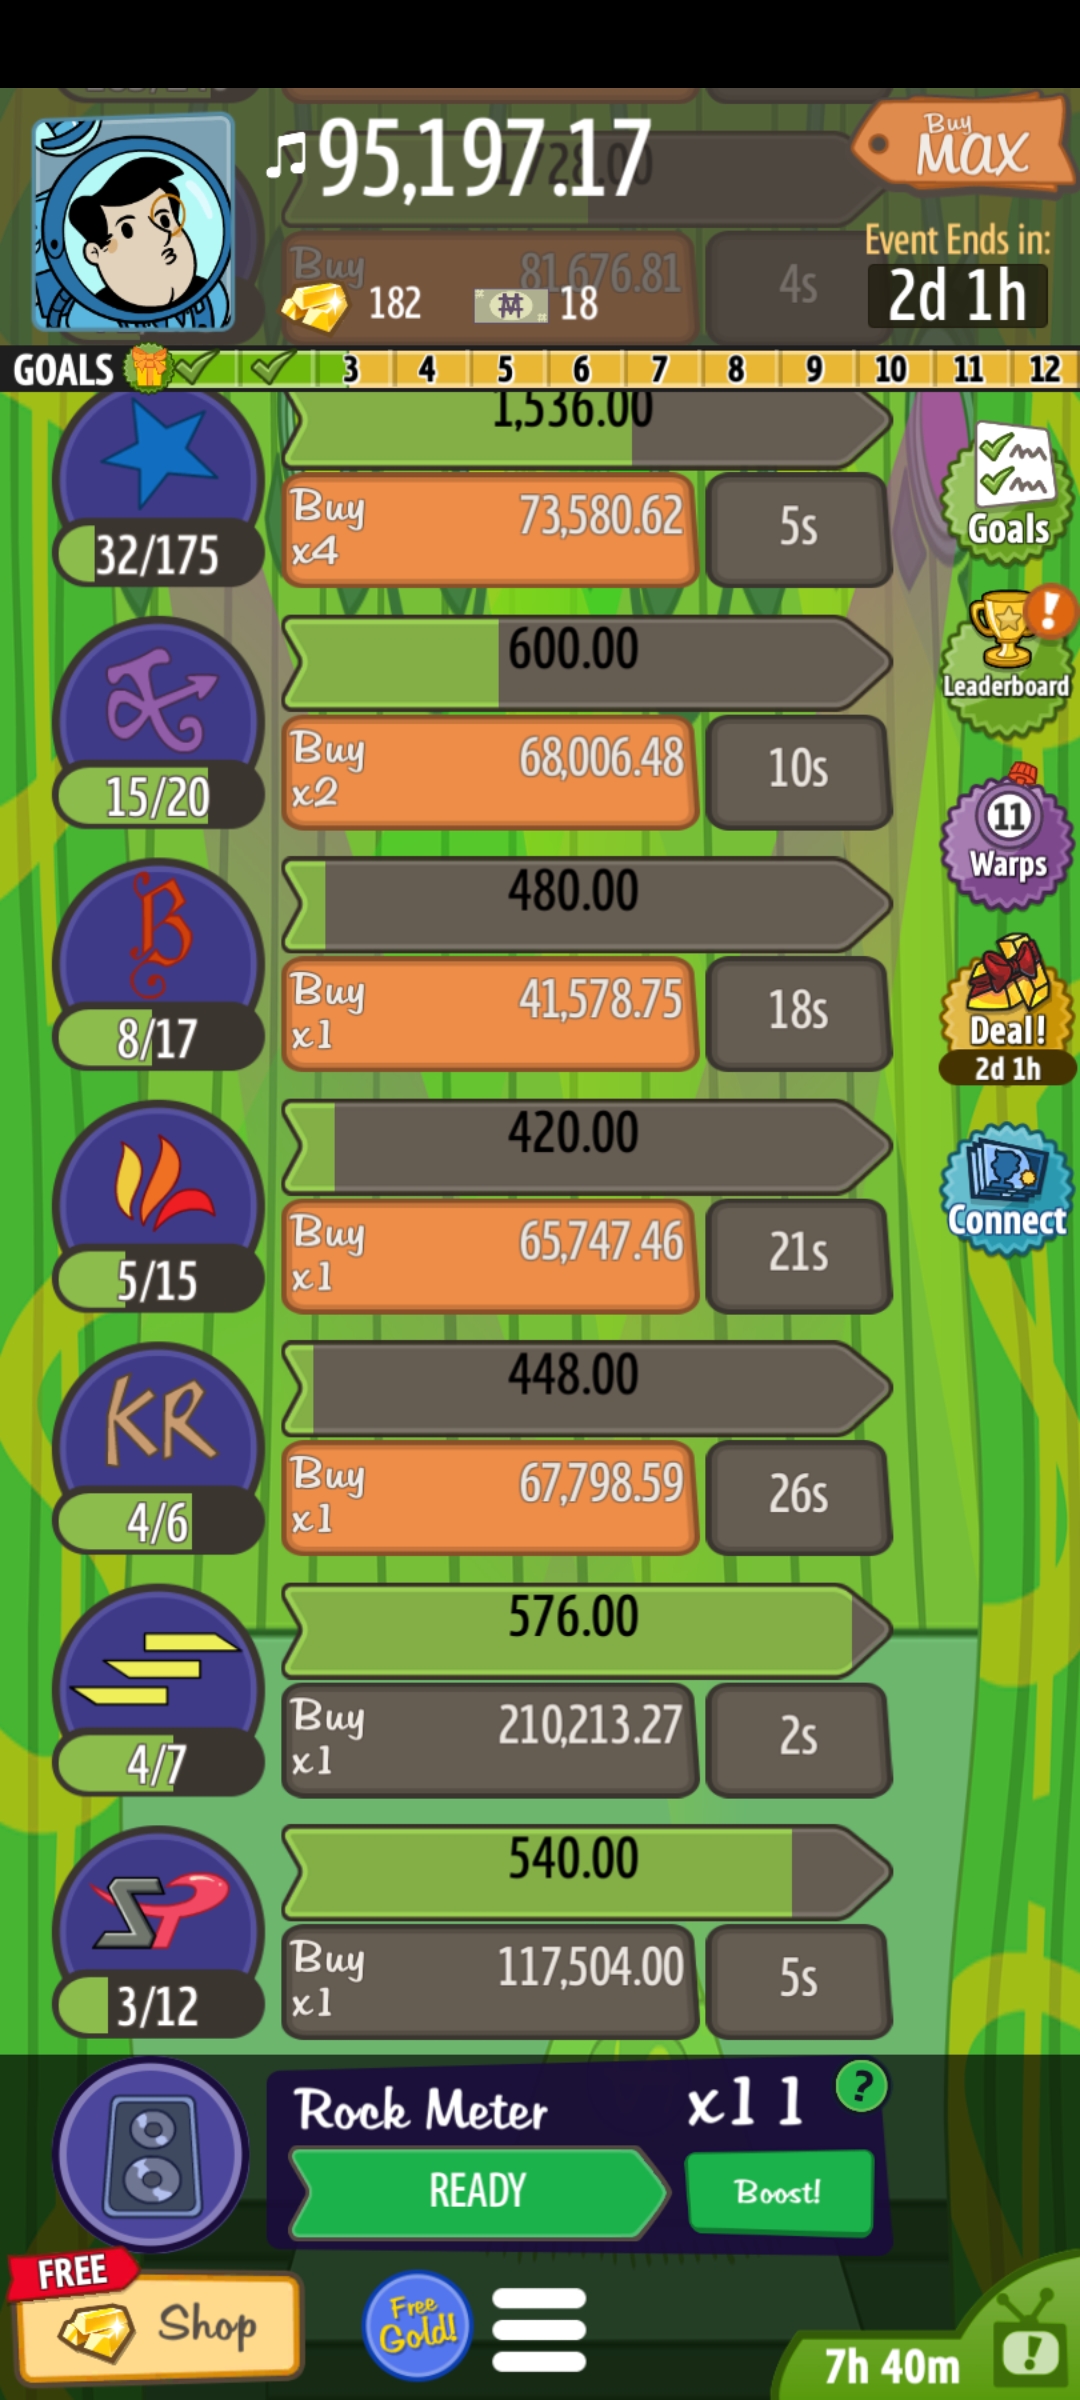 ♫95,197.17
Buy
MAX
728.00
Buy
81,676.81
4s
182
18
Event Ends in:
2d 1h
GOALS
3 4 5 6 7 8 9 10 11 12
1,536.00
32/175
Buy
x4
73,580.62
5s
Goals
600.00
15/20
Buy
x2
68,006.48
10s
!
Leaderboard
480.00
B
8/17
Buy
x1
41,578.75
18s
11
Warps
420.00
5/15
Buy
x1
65,747.46
21s
Deal!
2d 1h
448.00
KR
4/6
Buy
x1
67,798.59
26s
Connect
576.00
4/7
Buy
x1
210,213.27
2s
540.00
SP
3/12
Buy
x1
117,504.00
5s
Rock Meter
x11
?
READY
Boost!
FREE
Shop
Free
Gold!
7h 40m
!